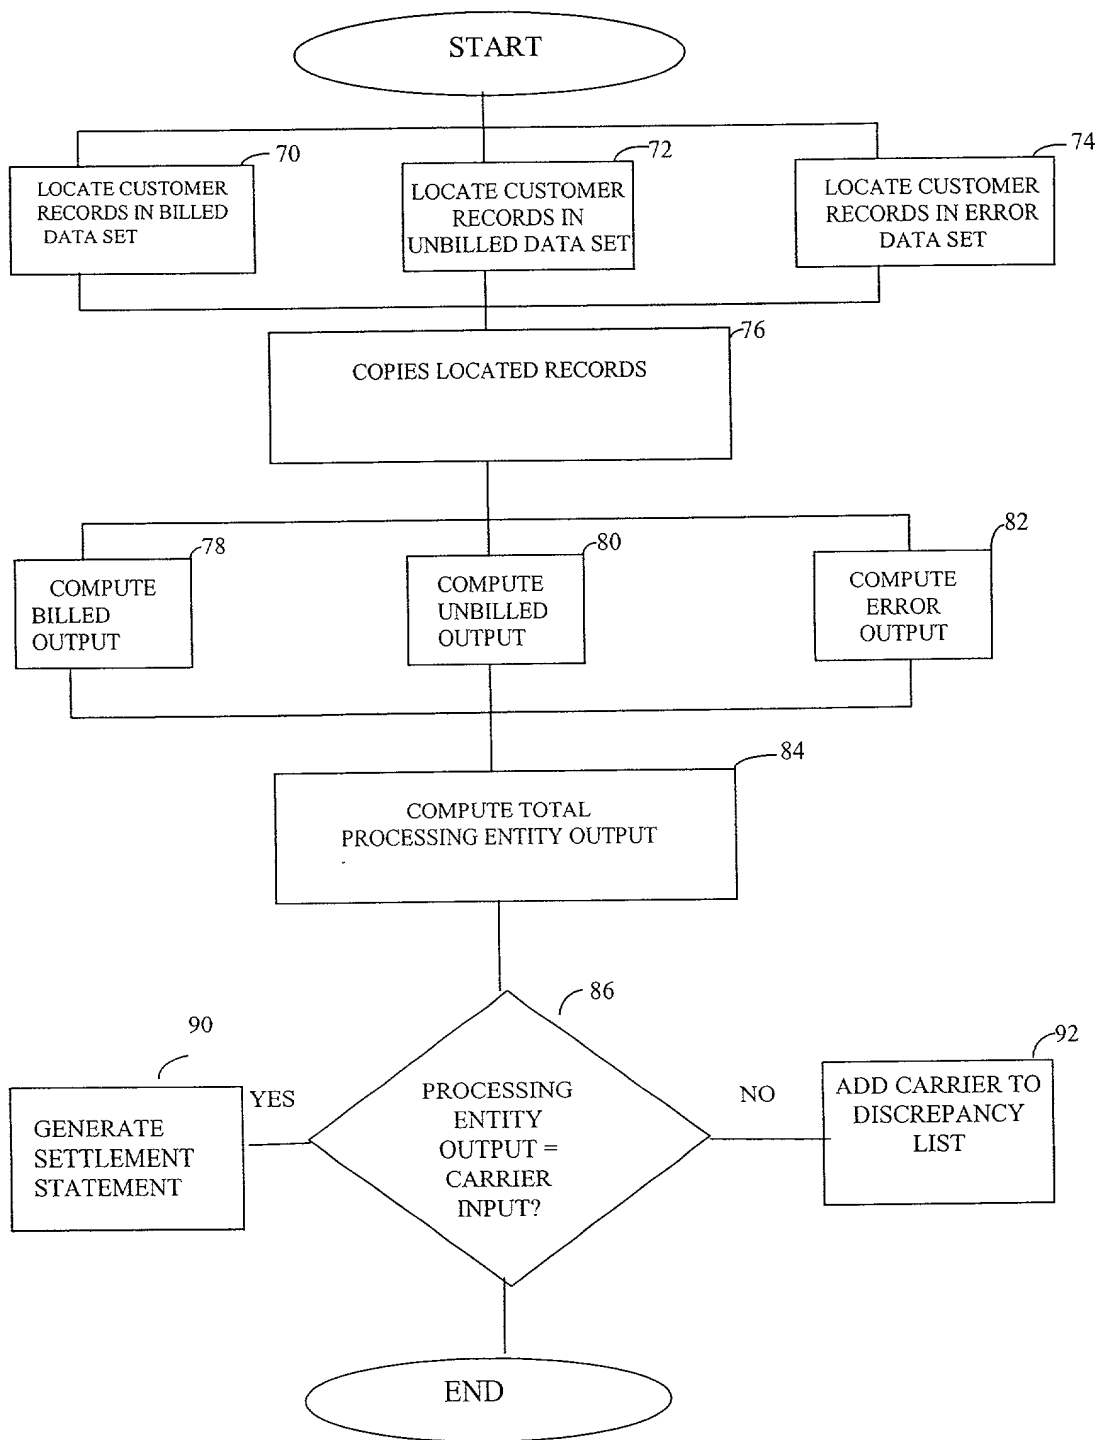 START
70
72
74
LOCATE CUSTOMER
RECORDS IN BILLED
DATA SET
LOCATE CUSTOMER
RECORDS IN
UNBILLED DATA SET
LOCATE CUSTOMER
RECORDS IN ERROR
DATA SET
76
COPIES LOCATED RECORDS
78
80
82
COMPUTE
BILLED
OUTPUT
COMPUTE
UNBILLED
OUTPUT
COMPUTE
ERROR
OUTPUT
84
COMPUTE TOTAL
PROCESSING ENTITY OUTPUT
86
90
92
YES
NO
GENERATE
SETTLEMENT
STATEMENT
PROCESSING
ENTITY
OUTPUT =
CARRIER
INPUT?
ADD CARRIER TO
DISCREPANCY
LIST
END